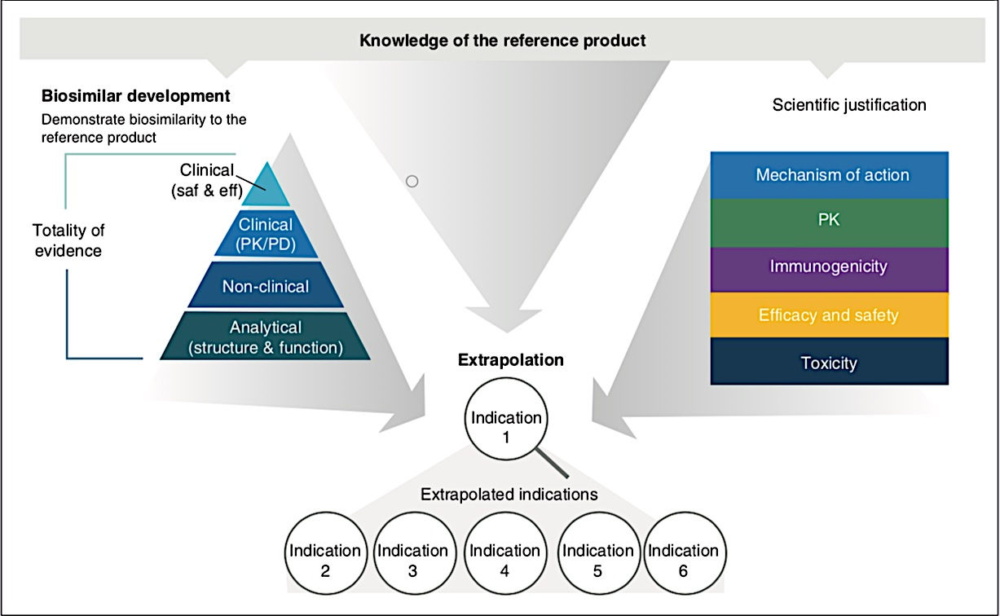 Knowledge of the reference product
Biosimilar development
Demonstrate biosimilarity to the
reference product
Totality of
evidence
Clinical
(saf & eff)
Clinical
(PK/PD)
Non-clinical
Analytical
(structure & function)
Scientific justification
Mechanism of action
PK
Immunogenicity
Efficacy and safety
Toxicity
Extrapolation
Indication
1
Extrapolated indications
Indication
2
Indication
3
Indication
4
Indication
5
Indication
6